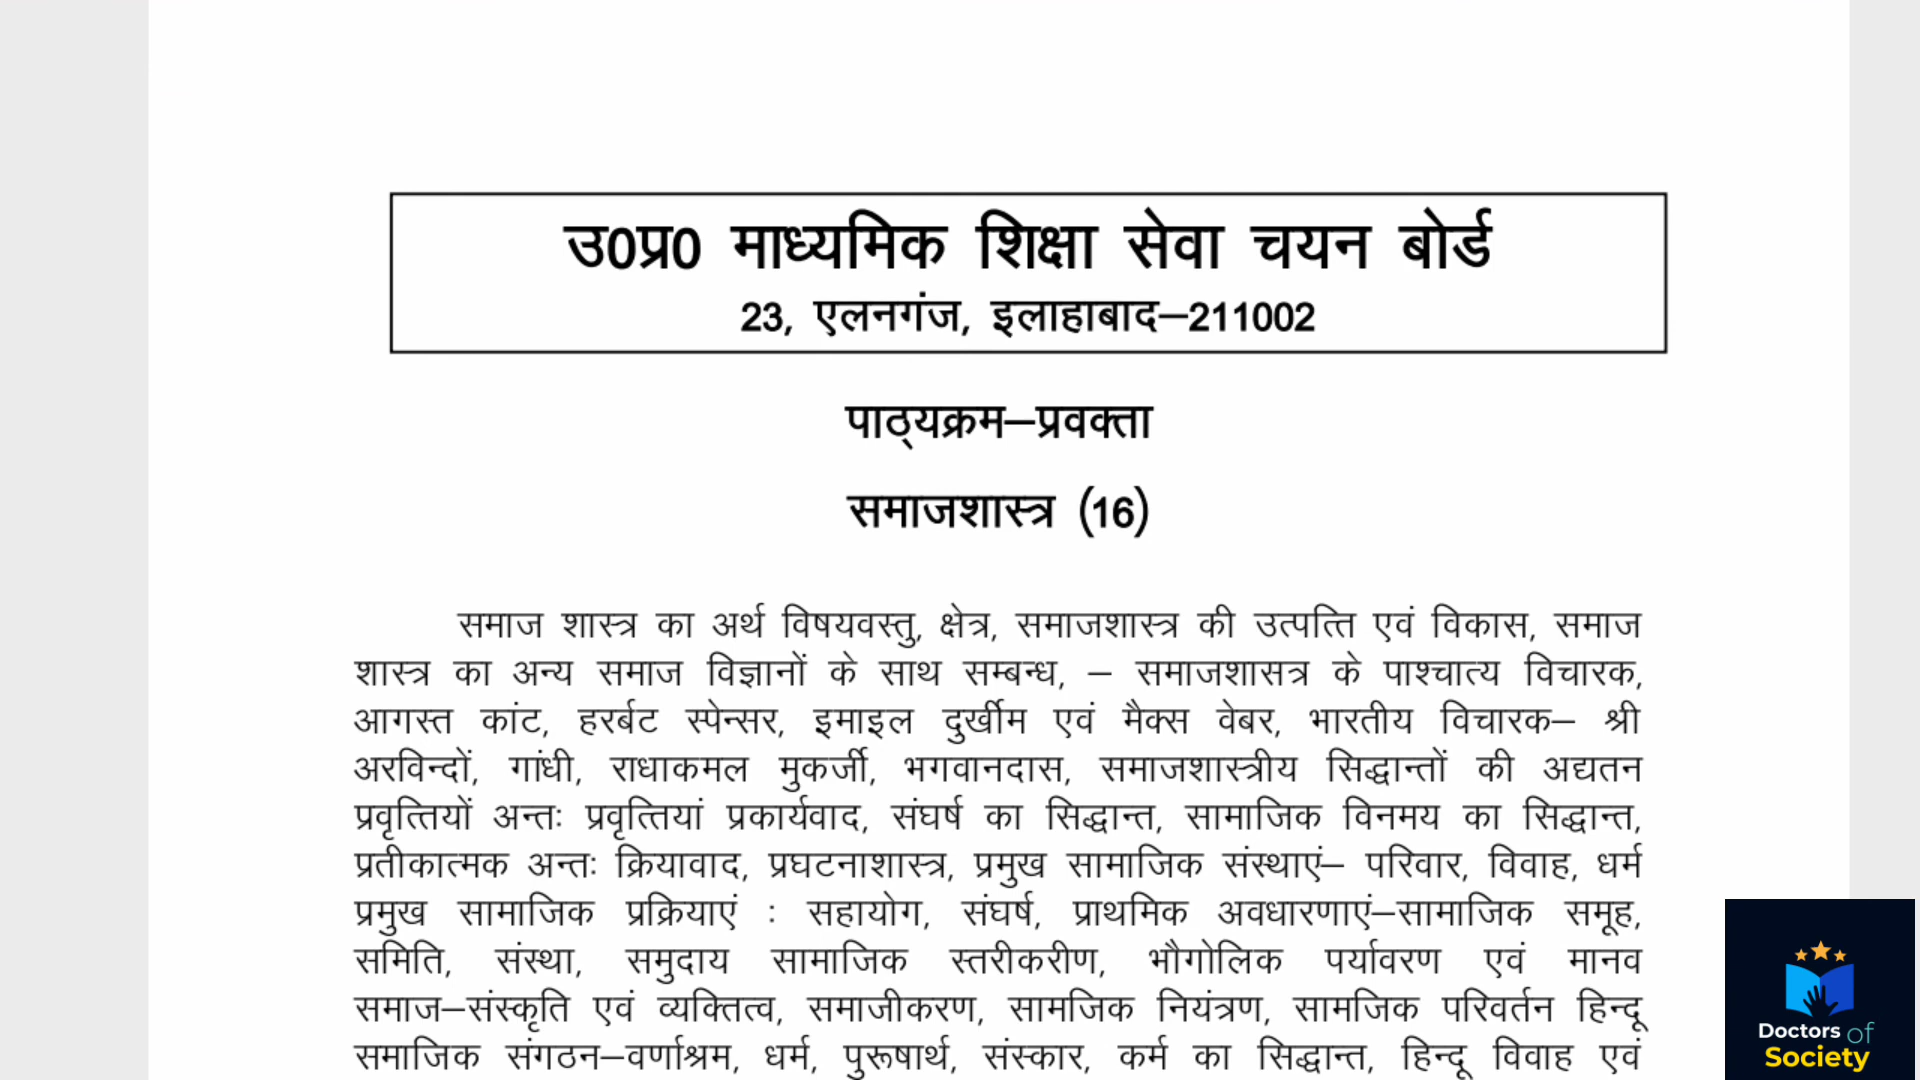 उ0प्र0 माध्यमिक शिक्षा सेवा चयन बोर्ड
23, एलनगंज, इलाहाबाद–211002
पाठ्यक्रम–प्रवक्ता
समाजशास्त्र (16)
समाज शास्त्र का अर्थ विषयवस्तु, क्षेत्र, समाजशास्त्र की उत्पत्ति एवं विकास, समाज
शास्त्र का अन्य समाज विज्ञानों के साथ सम्बन्ध, – समाजशासत्र के पाश्चात्य विचारक,
आगस्त कांट, हरर्बट स्पेन्सर, इमाइल दुर्खीम एवं मैक्स वेबर, भारतीय विचारक– श्री
अरविन्दों, गांधी, राधाकमल मुकर्जी, भगवानदास, समाजशास्त्रीय सिद्धान्तों की अद्यतन
प्रवृत्तियों अन्तः प्रवृत्तियां प्रकार्यवाद, संघर्ष का सिद्धान्त, सामाजिक विनमय का सिद्धान्त,
प्रतीकात्मक अन्तः क्रियावाद, प्रघटनाशास्त्र, प्रमुख सामाजिक संस्थाएं– परिवार, विवाह, धर्म
प्रमुख सामाजिक प्रक्रियाएं : सहायोग, संघर्ष, प्राथमिक अवधारणाएं–सामाजिक समूह,
समिति, संस्था, समुदाय सामाजिक स्तरीकरीण, भौगोलिक पर्यावरण एवं मानव
समाज–संस्कृति एवं व्यक्तित्व, समाजीकरण, सामजिक नियंत्रण, सामजिक परिवर्तन हिन्दू
समाजिक संगठन–वर्णाश्रम, धर्म, पुरूषार्थ, संस्कार, कर्म का सिद्धान्त, हिन्दू विवाह एवं
Doctors of
Society